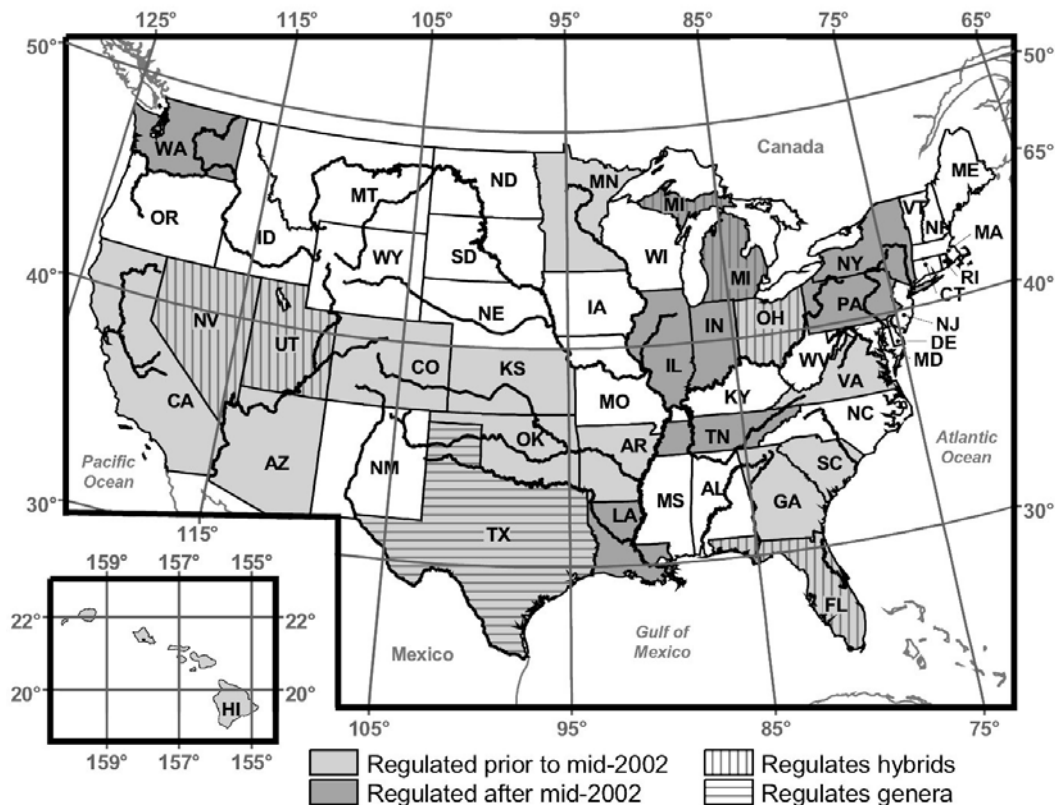 125° 115° 105° 95° 85° 75° 65°
50° 50°
Canada
WA
MT
ND
MN
ME
OR
MI
VT
NH
65°
ID
SD
WI
NY
MA
WY
MI
RI
40°
IA
PA
CT
40°
NE
NV
IN
OH
NJ
UT
IL
DE
CO
KS
WV
MD
CA
MO
KY
VA
OK
AR
TN
NC
Pacific
Ocean
AZ
NM
SC
Atlantic
Ocean
MS
AL
GA
30°
LA
30°
TX
115°
159° 157° 155°
FL
Gulf of
Mexico
22° 22°
Mexico
20° 20°
HI
105° 95° 85° 75°
159° 157° 155°
Regulated prior to mid-2002
Regulates hybrids
Regulated after mid-2002
Regulates genera